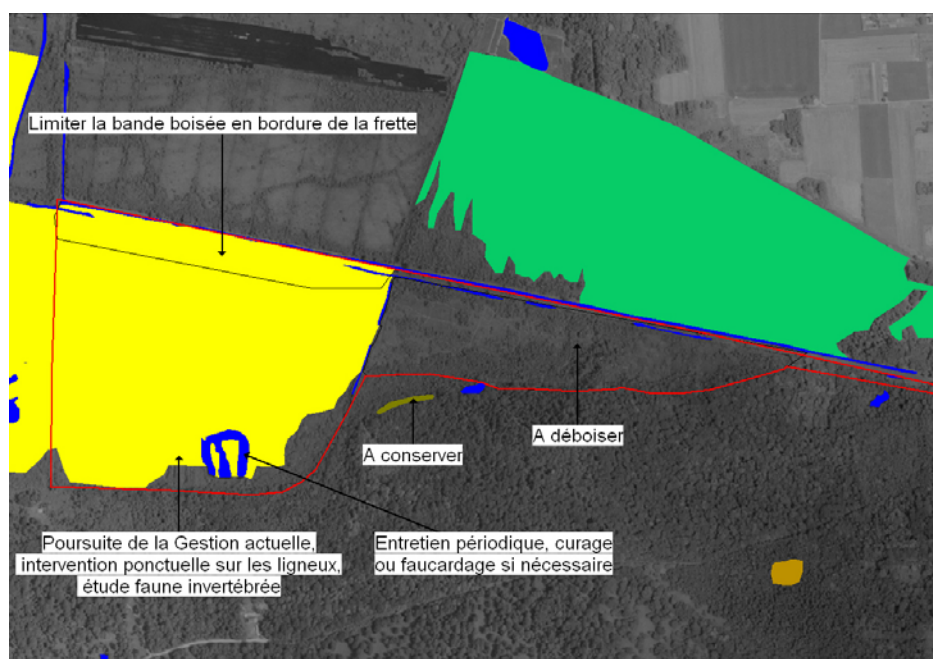 Limiter la bande boisée en bordure de la frette
A déboiser
A conserver
Poursuite de la Gestion actuelle,
intervention ponctuelle sur les ligneux,
étude faune invertébrée
Entretien périodique, curage
ou faucardage si nécessaire